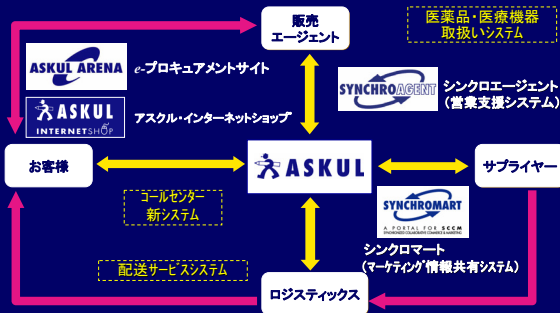 販売
エージェント
医薬品・医療機器
取扱いシステム
ASKUL ARENA
e-プロキュアメントサイト
SYNCHROAGENT
シンクロエージェント
(営業支援システム)
ASKUL
INTERNETSHOP
アスクル・インターネットショップ
お客様
ASKUL
サプライヤー
コールセンター
新システム
SYNCHROMART
A PORTAL FOR SCCM
SYNCHRONIZED COLLABORATIVE COMMERCE & MARKETING
シンクロマート
(マーケティング情報共有システム)
配送サービスシステム
ロジスティックス